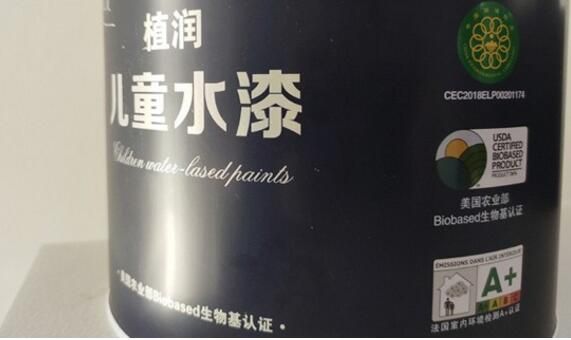 植润
儿童水漆
Children water-lased paints
·美国农业部Biobased生物基认证·
CEC2018ELP00201174
USDA
CERTIFIED
BIOBASED
PRODUCT
美国农业部
Biobased生物基认证
ÉMISSIONS DANS L'AIR INTÉRIEUR
A+
A+ A B C
法国室内环境检测A+认证